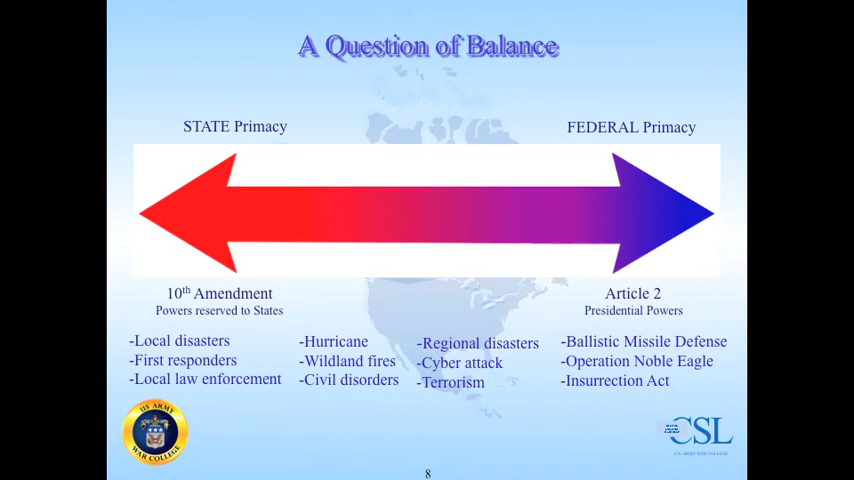 A Question of Balance
STATE Primacy
FEDERAL Primacy
10th Amendment
Powers reserved to States
Article 2
Presidential Powers
-Local disasters
-First responders
-Local law enforcement
-Hurricane
-Wildland fires
-Civil disorders
-Regional disasters
-Cyber attack
-Terrorism
-Ballistic Missile Defense
-Operation Noble Eagle
-Insurrection Act
US ARMY
WAR COLLEGE
CSL
U.S. ARMY WAR COLLEGE
8